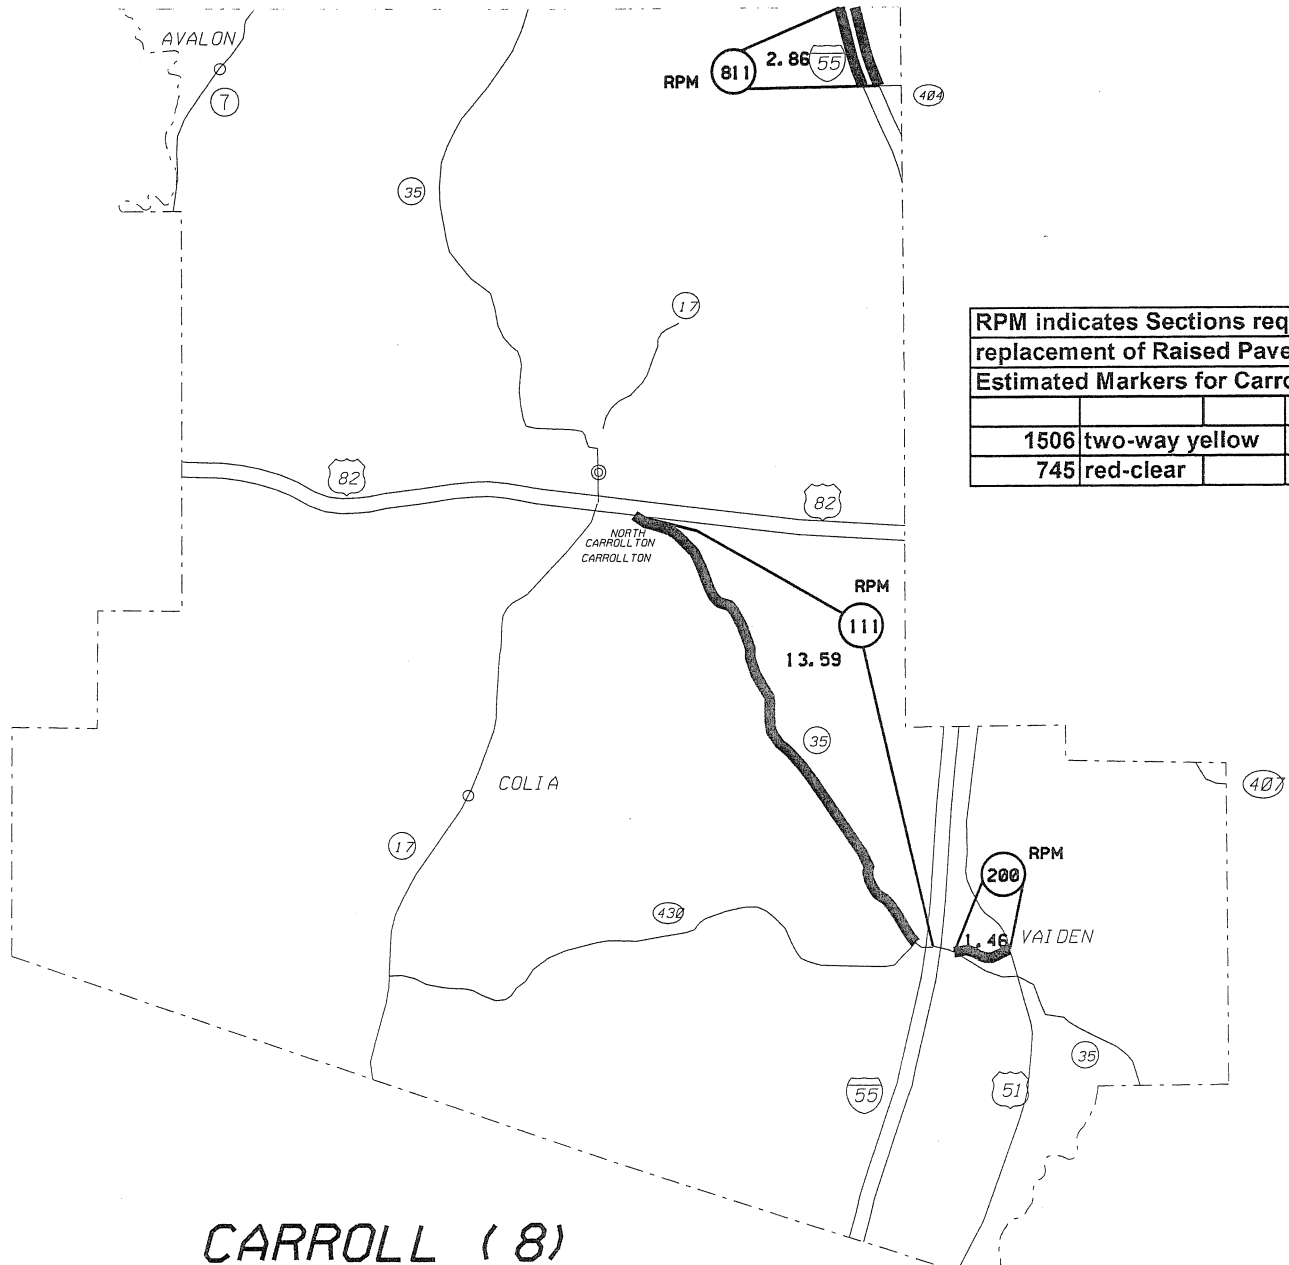 AVALON
7
RPM
811
2.86
55
404
35
17
RPM indicates Sections req
replacement of Raised Pave
Estimated Markers for Carro
1506 two-way yellow
745 red-clear
82
82
NORTH
CARROLLTON
CARROLLTON
RPM
111
13.59
35
COLIA
407
17
RPM
200
430
1.46
VAIDEN
35
55
51
CARROLL (8)